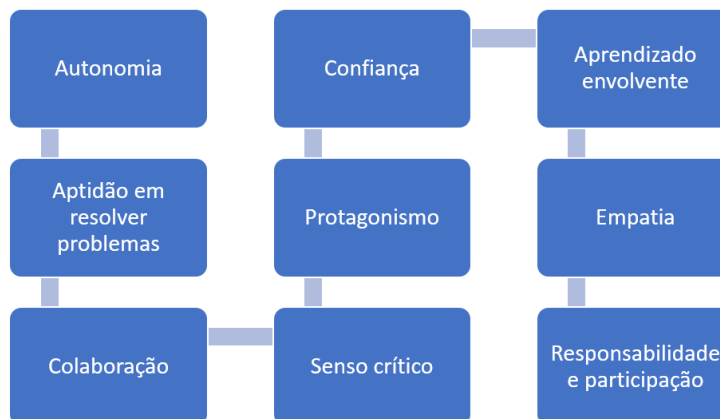 Autonomia
Aptidão em
resolver
problemas
Colaboração
Senso crítico
Protagonismo
Confiança
Aprendizado
envolvente
Empatia
Responsabilidade
e participação